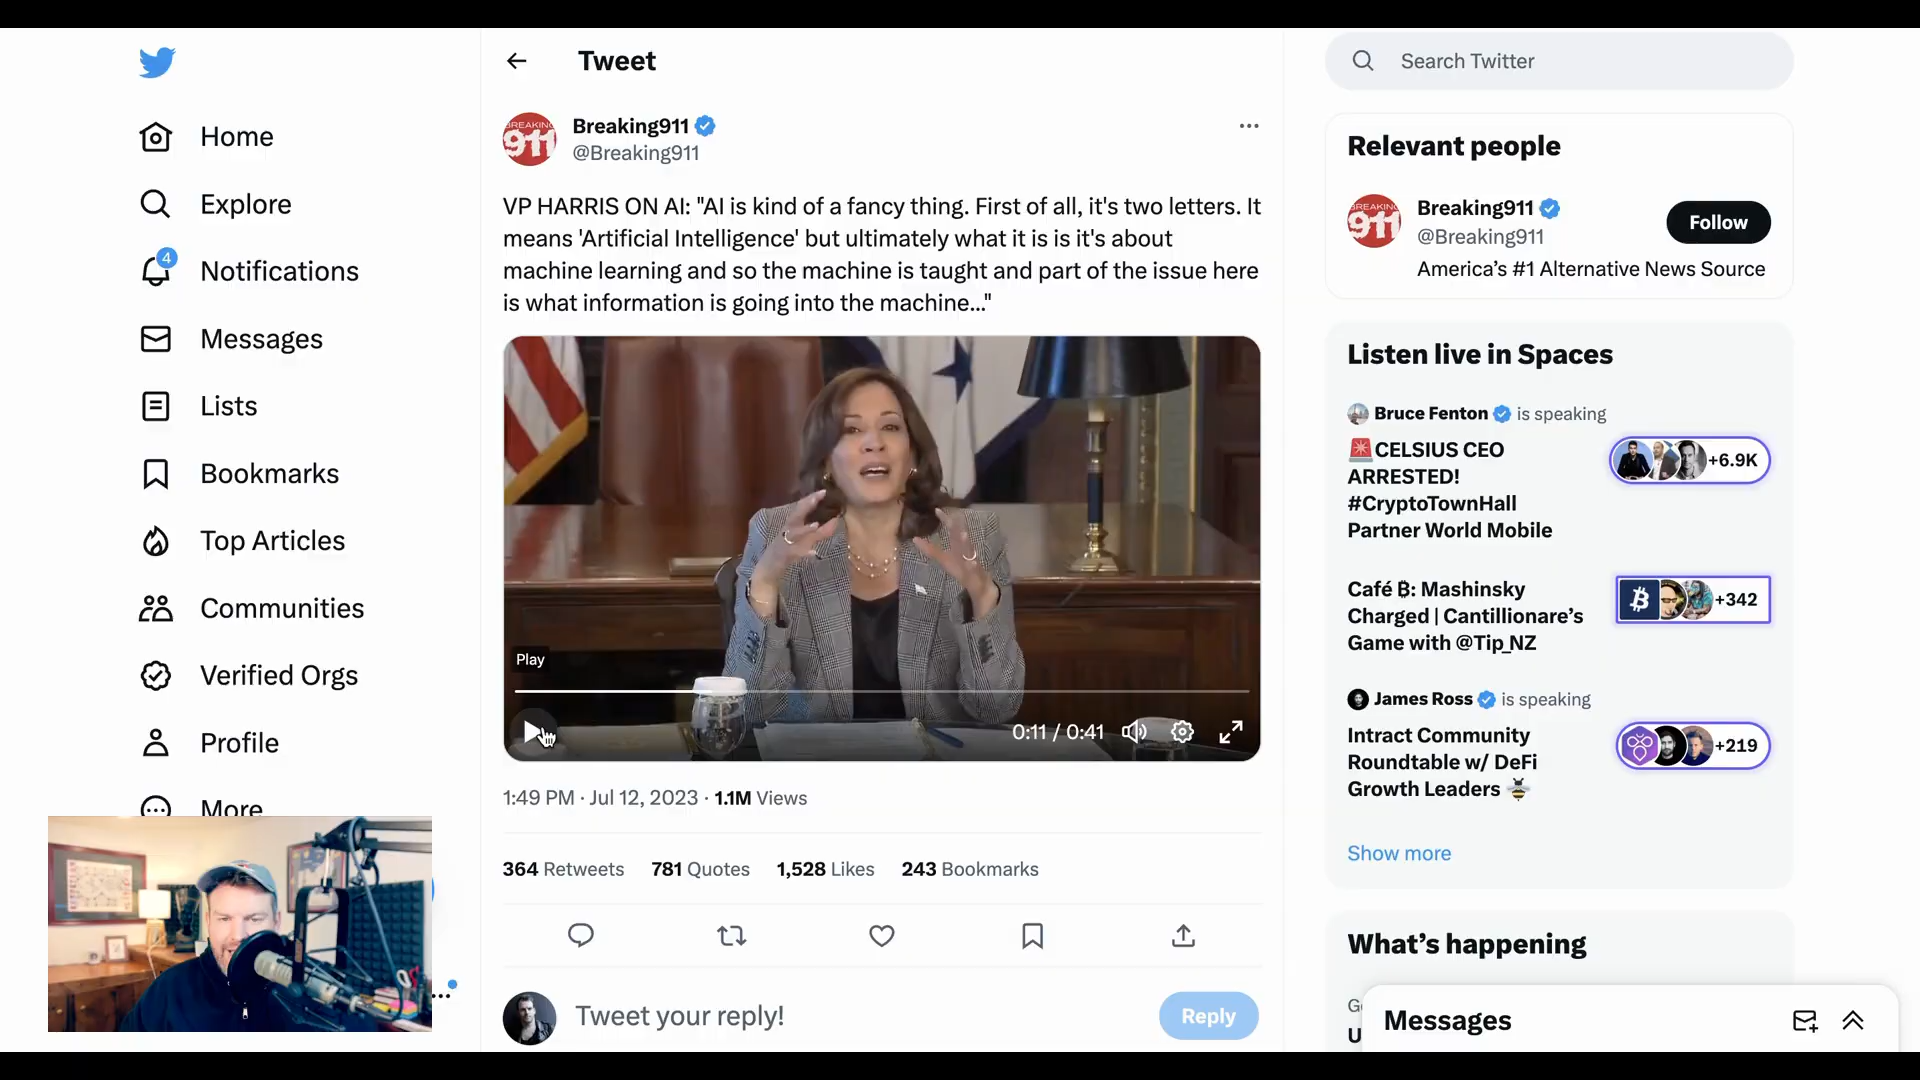 Tweet
Search Twitter
Home
Explore
4
Notifications
Messages
Lists
Bookmarks
Top Articles
Communities
Verified Orgs
Profile
More
BREAKING
911
Breaking911
@Breaking911
VP HARRIS ON AI: "AI is kind of a fancy thing. First of all, it's two letters. It
means 'Artificial Intelligence' but ultimately what it is is it's about
machine learning and so the machine is taught and part of the issue here
is what information is going into the machine..."
Play
0:11 / 0:41
1:49 PM · Jul 12, 2023 · 1.1M Views
364 Retweets 781 Quotes 1,528 Likes 243 Bookmarks
Tweet your reply!
Reply
Relevant people
BREAKING
911
Breaking911
@Breaking911
Follow
America’s #1 Alternative News Source
Listen live in Spaces
Bruce Fenton is speaking
CELSIUS CEO
ARRESTED!
#CryptoTownHall
Partner World Mobile
+6.9K
Café ₿: Mashinsky
Charged | Cantillionare’s
Game with @Tip_NZ
+342
James Ross is speaking
Intract Community
Roundtable w/ DeFi
Growth Leaders
+219
Show more
What’s happening
Messages